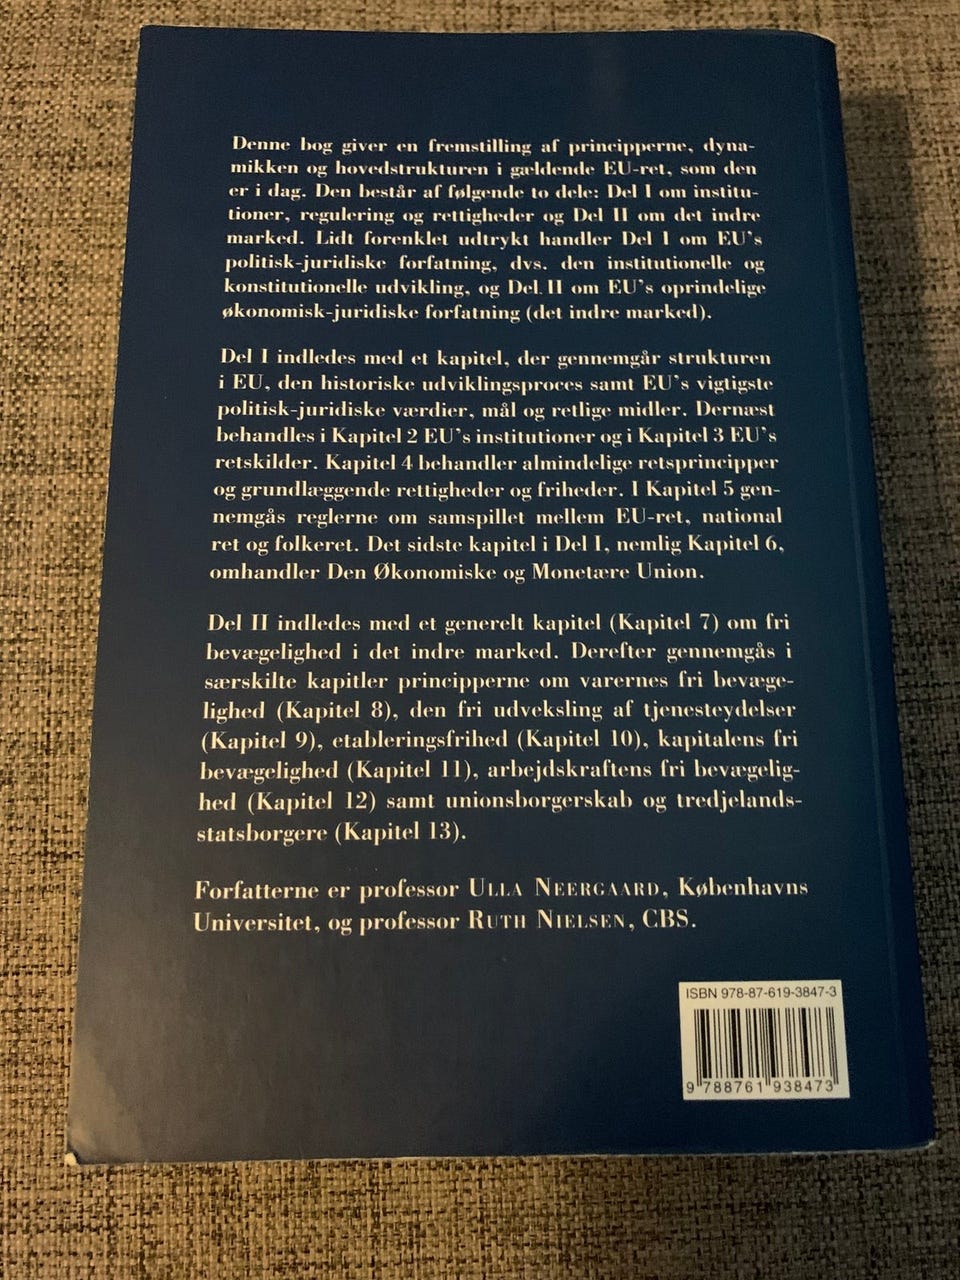 Denne bog giver en fremstilling af principperne, dyna-
mikken og hovedstrukturen i gældende EU-ret, som den
er i dag. Den består af følgende to dele: Del I om institu-
tioner, regulering og rettigheder og Del II om det indre
marked. Lidt forenklet udtrykt handler Del I om EU's
politisk-juridiske forfatning, dvs. den institutionelle og
konstitutionelle udvikling, og Del II om EU's oprindelige
økonomisk-juridiske forfatning (det indre marked).
Del I indledes med et kapitel, der gennemgår strukturen
i EU, den historiske udviklingsproces samt EU's vigtigste
politisk-juridiske værdier, mål og retlige midler. Dernæst
behandles i Kapitel 2 EU's institutioner og i Kapitel 3 EU's
retskilder. Kapitel 4 behandler almindelige retsprincipper
og grundlæggende rettigheder og friheder. I Kapitel 5 gen-
nemgås reglerne om samspillet mellem EU-ret, national
ret og folkeret. Det sidste kapitel i Del I, nemlig Kapitel 6,
omhandler Den Økonomiske og Monetære Union.
Del II indledes med et generelt kapitel (Kapitel 7) om fri
bevægelighed i det indre marked. Derefter gennemgås i
særskilte kapitler principperne om varernes fri bevæge-
lighed (Kapitel 8), den fri udveksling af tjenesteydelser
(Kapitel 9), etableringsfrihed (Kapitel 10), kapitalens fri
bevægelighed (Kapitel 11), arbejdskraftens fri bevægelig-
hed (Kapitel 12) samt unionsborgerskab og tredjelands-
statsborgere (Kapitel 13).
Forfatterne er professor ULLA NEERGAARD, Københavns
Universitet, og professor RUTH NIELSEN, CBS.
ISBN 978-87-619-3847-3
9 788761 938473